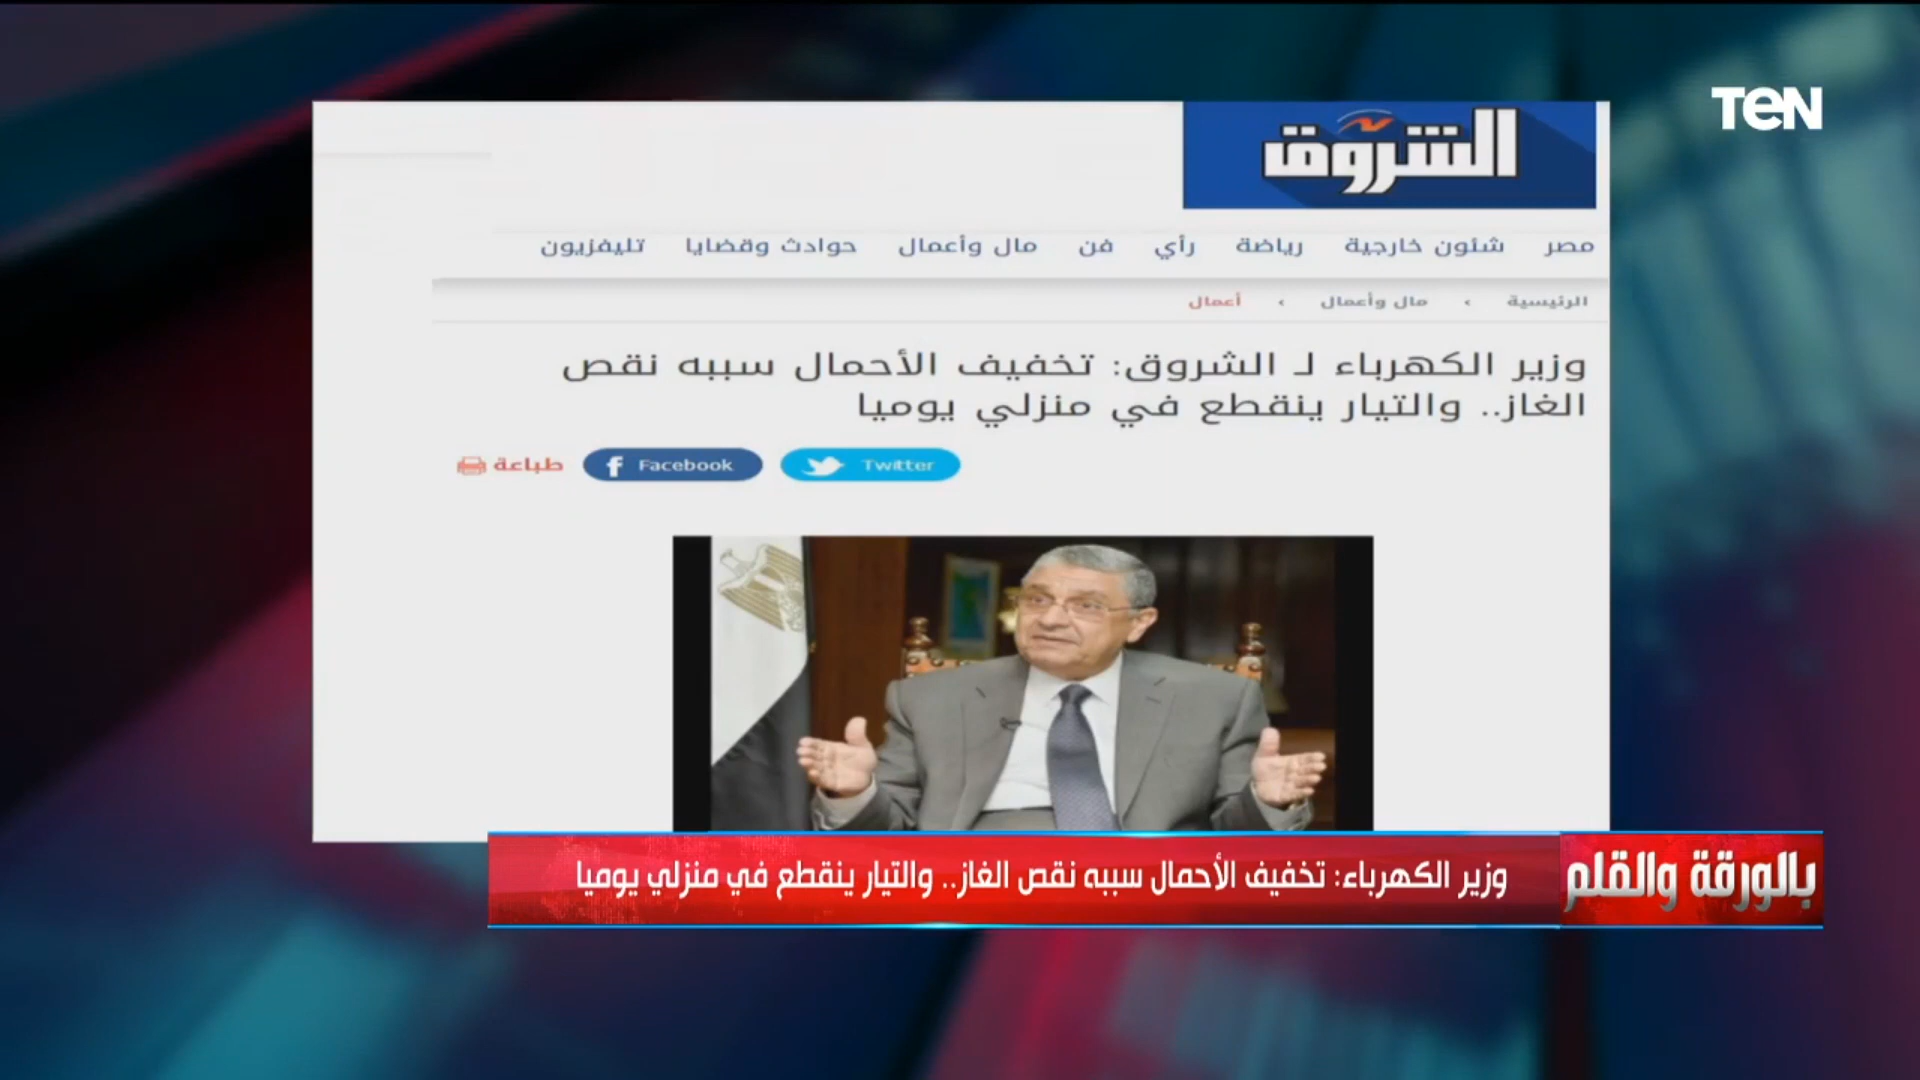 TEN
الشروق
مصر شئون خارجية رياضة رأي فن مال وأعمال حوادث وقضايا تليفزيون
الرئيسية › مال وأعمال › أعمال
وزير الكهرباء لـ الشروق: تخفيف الأحمال سببه نقص
الغاز.. والتيار ينقطع في منزلي يوميا
Twitter Facebook طباعة
بالورقة والقلم
وزير الكهرباء: تخفيف الأحمال سببه نقص الغاز.. والتيار ينقطع في منزلي يوميا